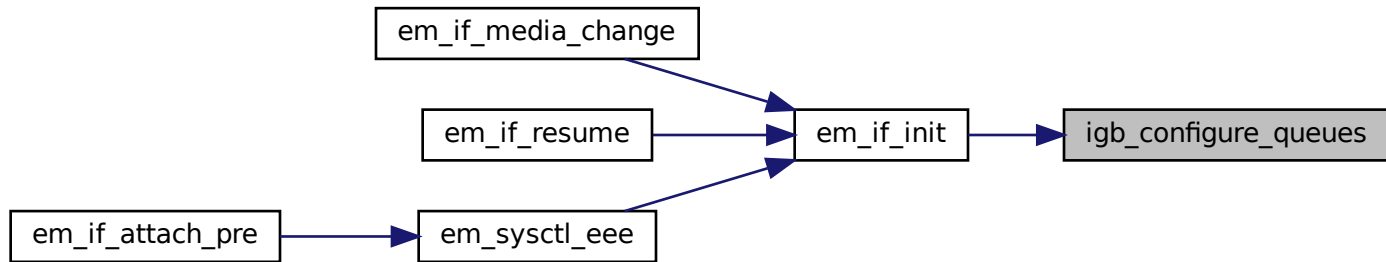 em_if_media_change
em_if_resume
em_if_init
igb_configure_queues
em_if_attach_pre
em_sysctl_eee